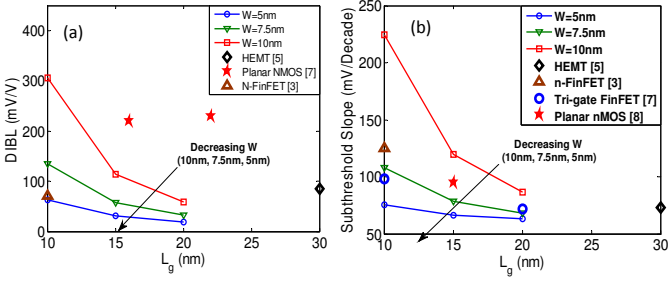 (a)
W=5nm
W=7.5nm
W=10nm
HEMT [5]
Planar NMOS [7]
N-FinFET [3]
Decreasing W
(10nm, 7.5nm, 5nm)
DIBL (mV/V)
400
300
200
100
0
10
15
20
25
30
L_g (nm)
(b)
W=5nm
W=7.5nm
W=10nm
HEMT [5]
n-FinFET [3]
Tri-gate FinFET [7]
Planar nMOS [8]
Decreasing W
(10nm, 7.5nm, 5nm)
Subthreshold Slope (mV/Decade)
250
200
150
100
50
10
15
20
25
30
L_g (nm)